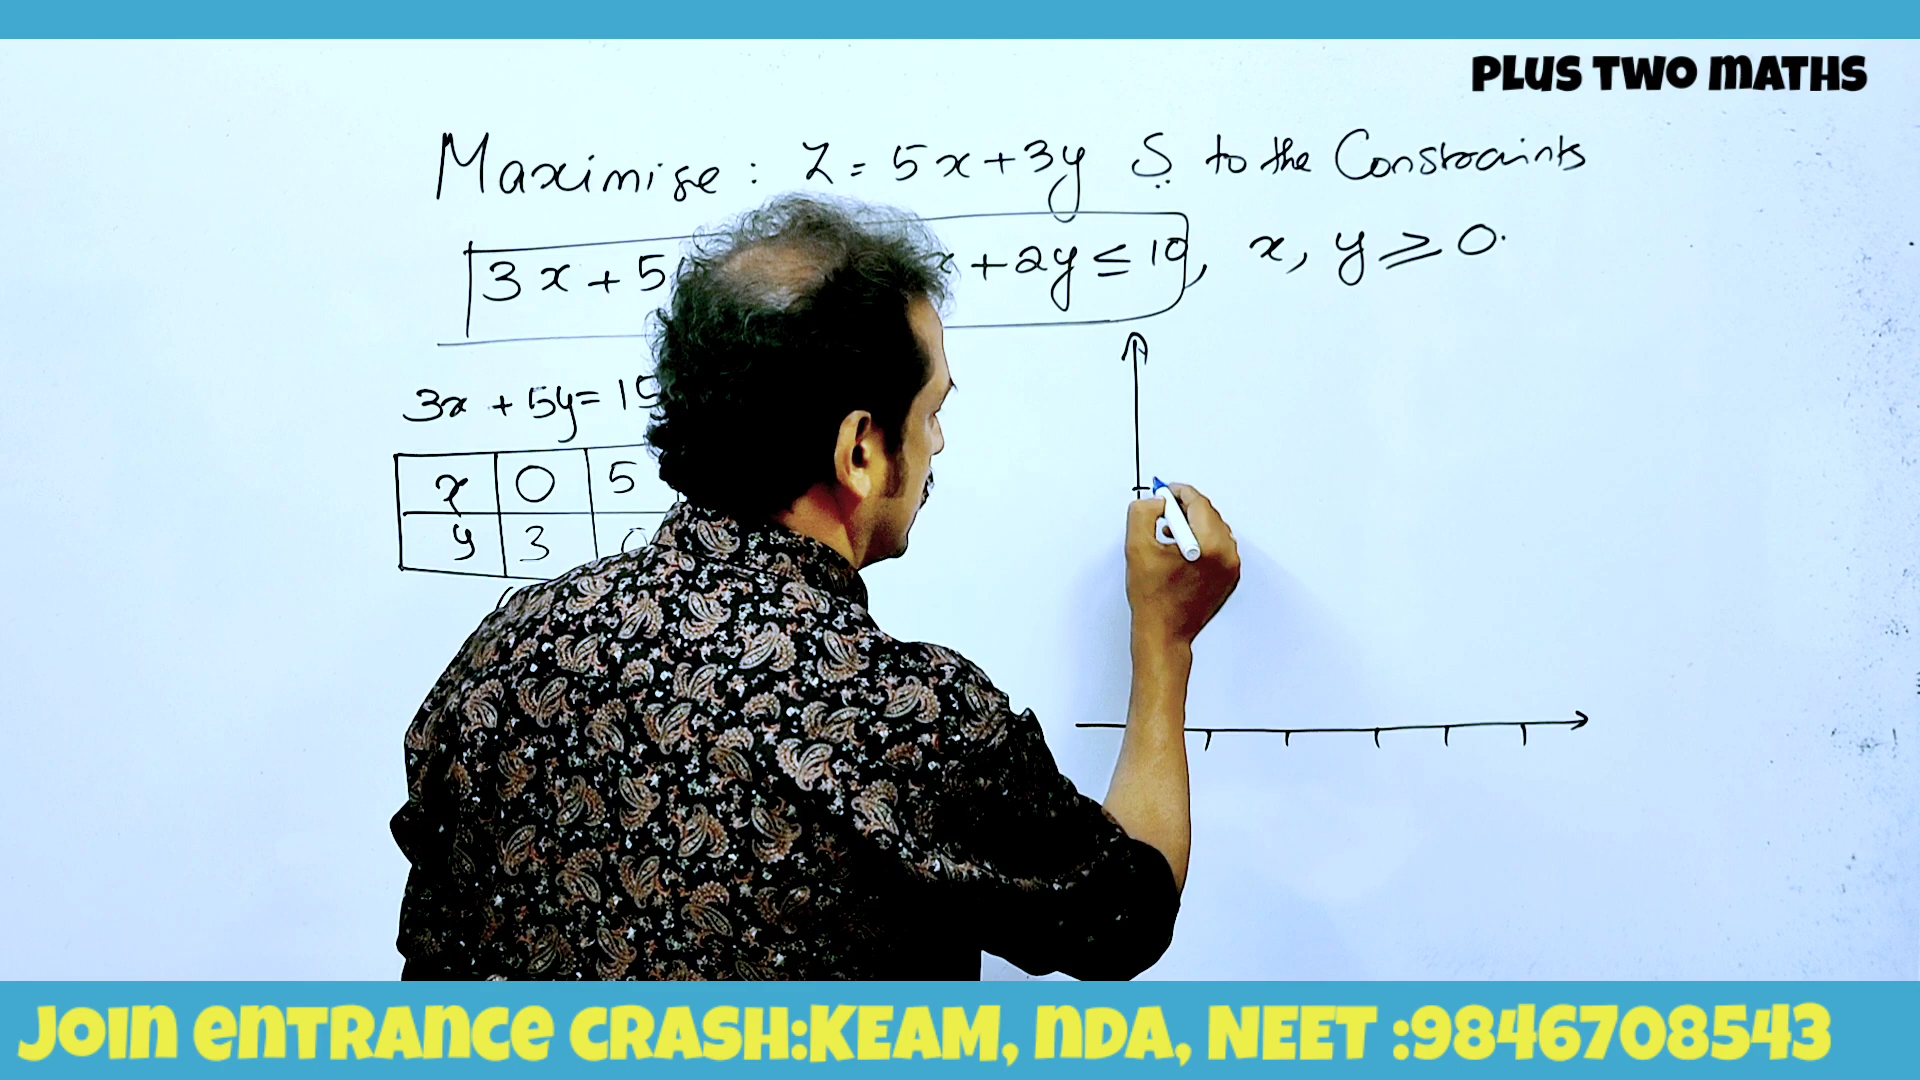 PLUS TWO MATHS
Maximise: Z = 5x+3y S. to the Constraints
3x+5 x+2y≤10, x, y ≥ 0.
3x + 5y = 15
x 0 5
y 3 0
JOIN ENTRANCE CRASH:KEAM, NDA, NEET :9846708543